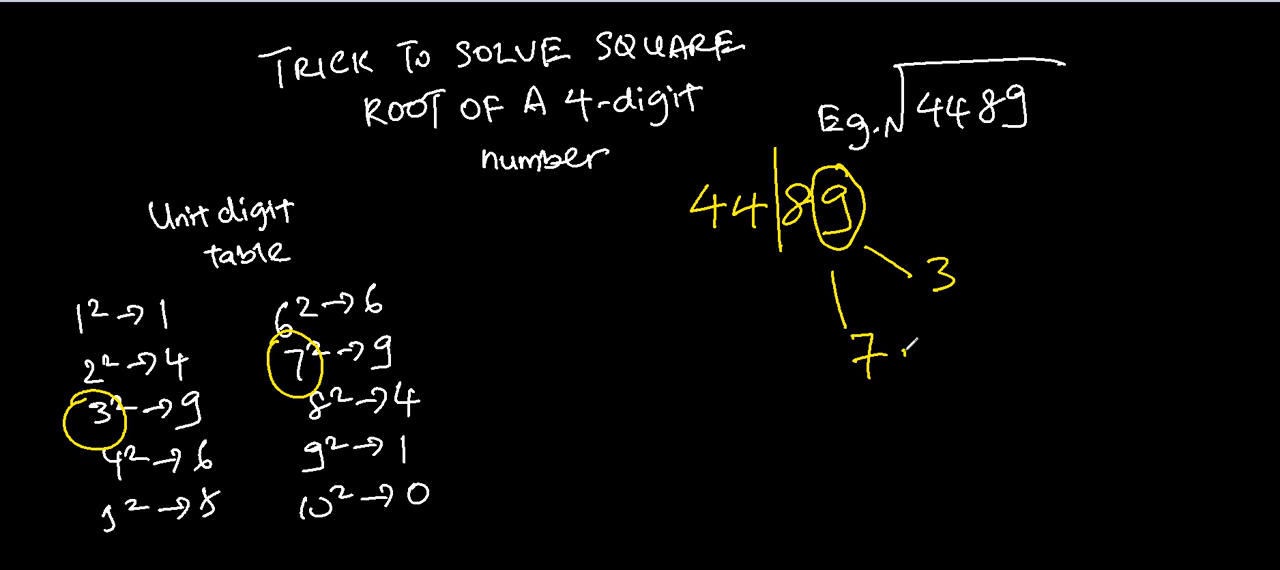 TRICK TO SOLVE SQUARE
ROOT OF A 4-digit
number
Eg. √4489
44|89
3
7
Unit digit
table
1² → 1
2² → 4
3² → 9
4² → 6
5² → 5
6² → 6
7² → 9
8² → 4
9² → 1
10² → 0